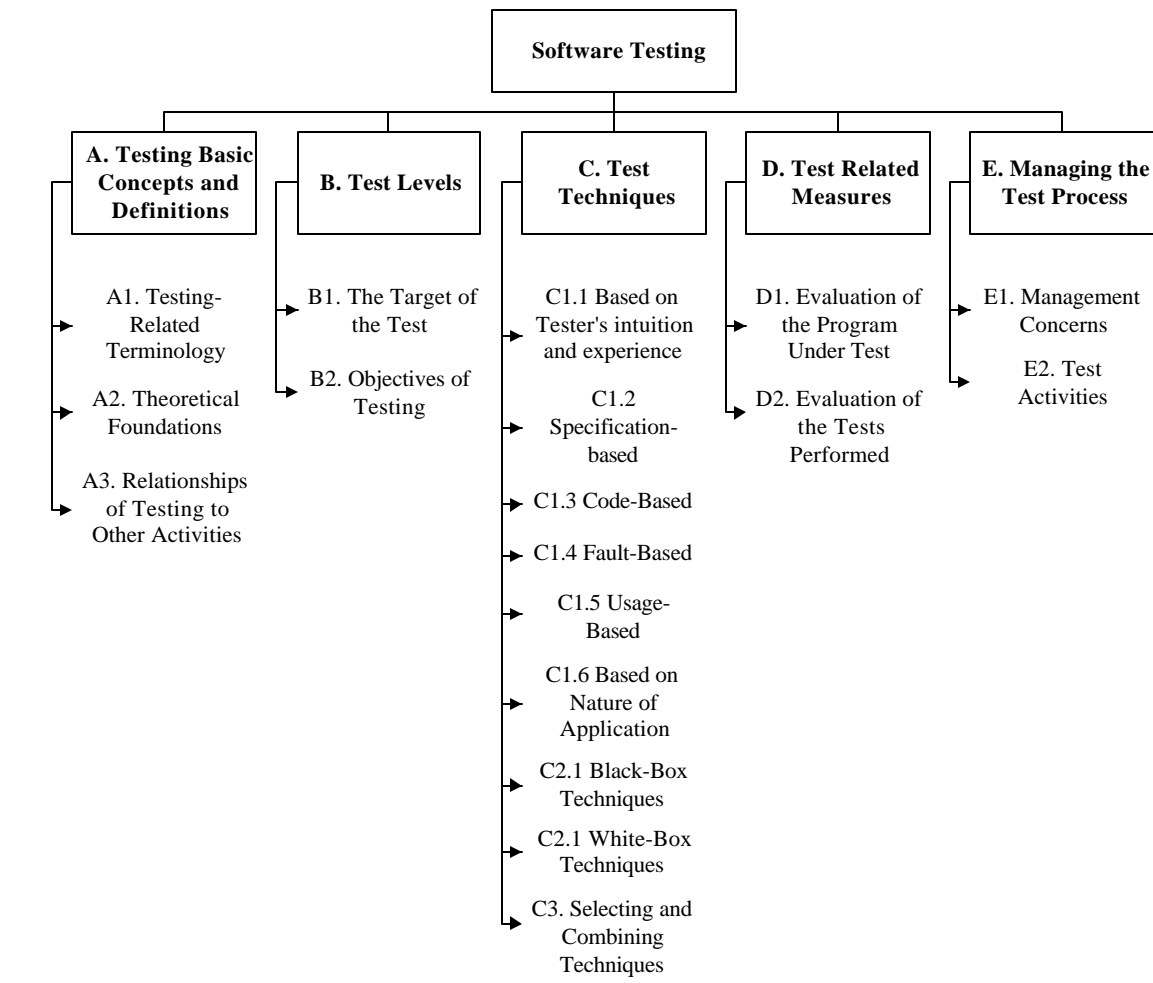 Software Testing
A. Testing Basic
Concepts and
Definitions
B. Test Levels
C. Test
Techniques
D. Test Related
Measures
E. Managing the
Test Process
A1. Testing-
Related
Terminology
A2. Theoretical
Foundations
A3. Relationships
of Testing to
Other Activities
B1. The Target of
the Test
B2. Objectives of
Testing
C1.1 Based on
Tester's intuition
and experience
C1.2
Specification-
based
C1.3 Code-Based
C1.4 Fault-Based
C1.5 Usage-
Based
C1.6 Based on
Nature of
Application
C2.1 Black-Box
Techniques
C2.1 White-Box
Techniques
C3. Selecting and
Combining
Techniques
D1. Evaluation of
the Program
Under Test
D2. Evaluation of
the Tests
Performed
E1. Management
Concerns
E2. Test
Activities